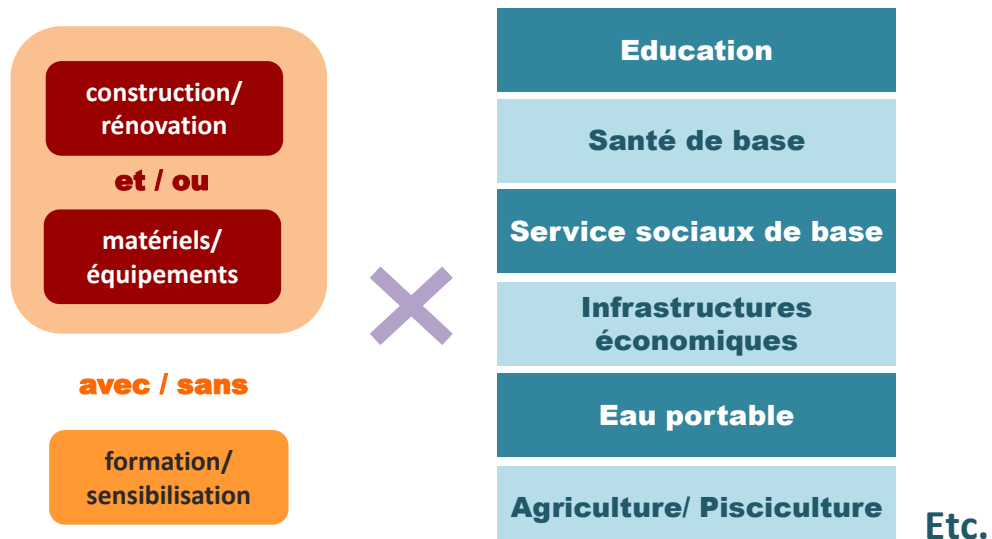 construction/
rénovation
et / ou
matériels/
équipements
avec / sans
formation/
sensibilisation
Education
Santé de base
Service sociaux de base
Infrastructures
économiques
Eau portable
Agriculture/ Pisciculture
Etc.